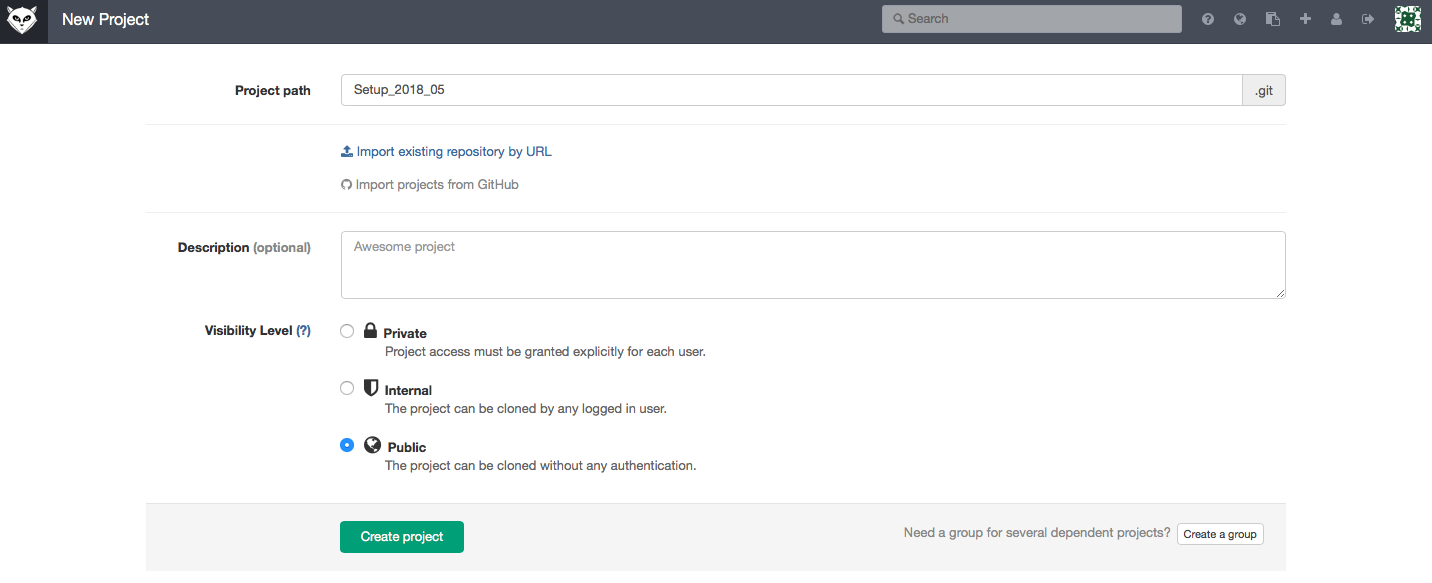 New Project
Search
Project path
Setup_2018_05
.git
Import existing repository by URL
Import projects from GitHub
Description (optional)
Awesome project
Visibility Level (?)
Private
Project access must be granted explicitly for each user.
Internal
The project can be cloned by any logged in user.
Public
The project can be cloned without any authentication.
Create project
Need a group for several dependent projects?
Create a group